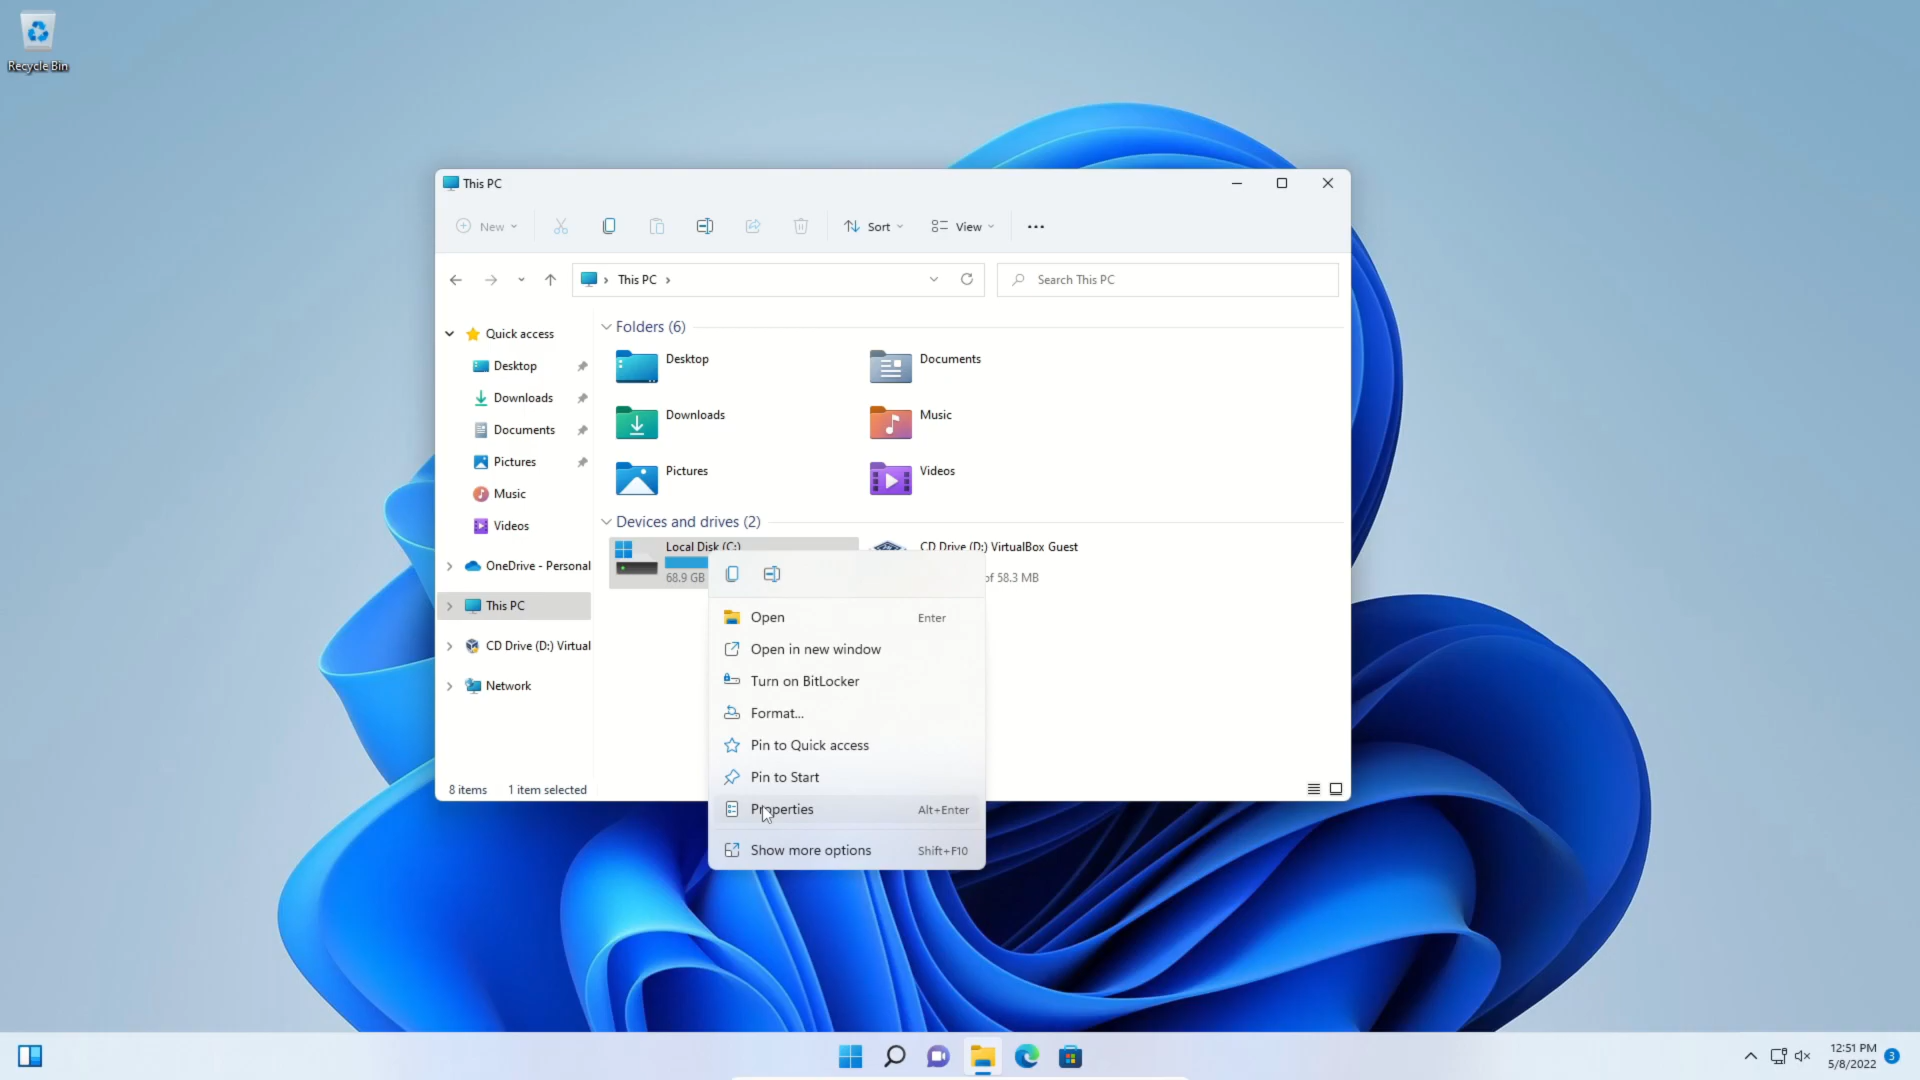 Recycle Bin
This PC
New
Sort
View
This PC
Search This PC
Quick access
Desktop
Downloads
Documents
Pictures
Music
Videos
OneDrive - Personal
This PC
CD Drive (D:) Virtual
Network
Folders (6)
Desktop
Documents
Downloads
Music
Pictures
Videos
Devices and drives (2)
Local Disk (C:)
68.9 GB
CD Drive (D:) VirtualBox Guest
of 58.3 MB
Open Enter
Open in new window
Turn on BitLocker
Format...
Pin to Quick access
Pin to Start
Properties Alt+Enter
Show more options Shift+F10
8 items 1 item selected
12:51 PM
5/8/2022
3